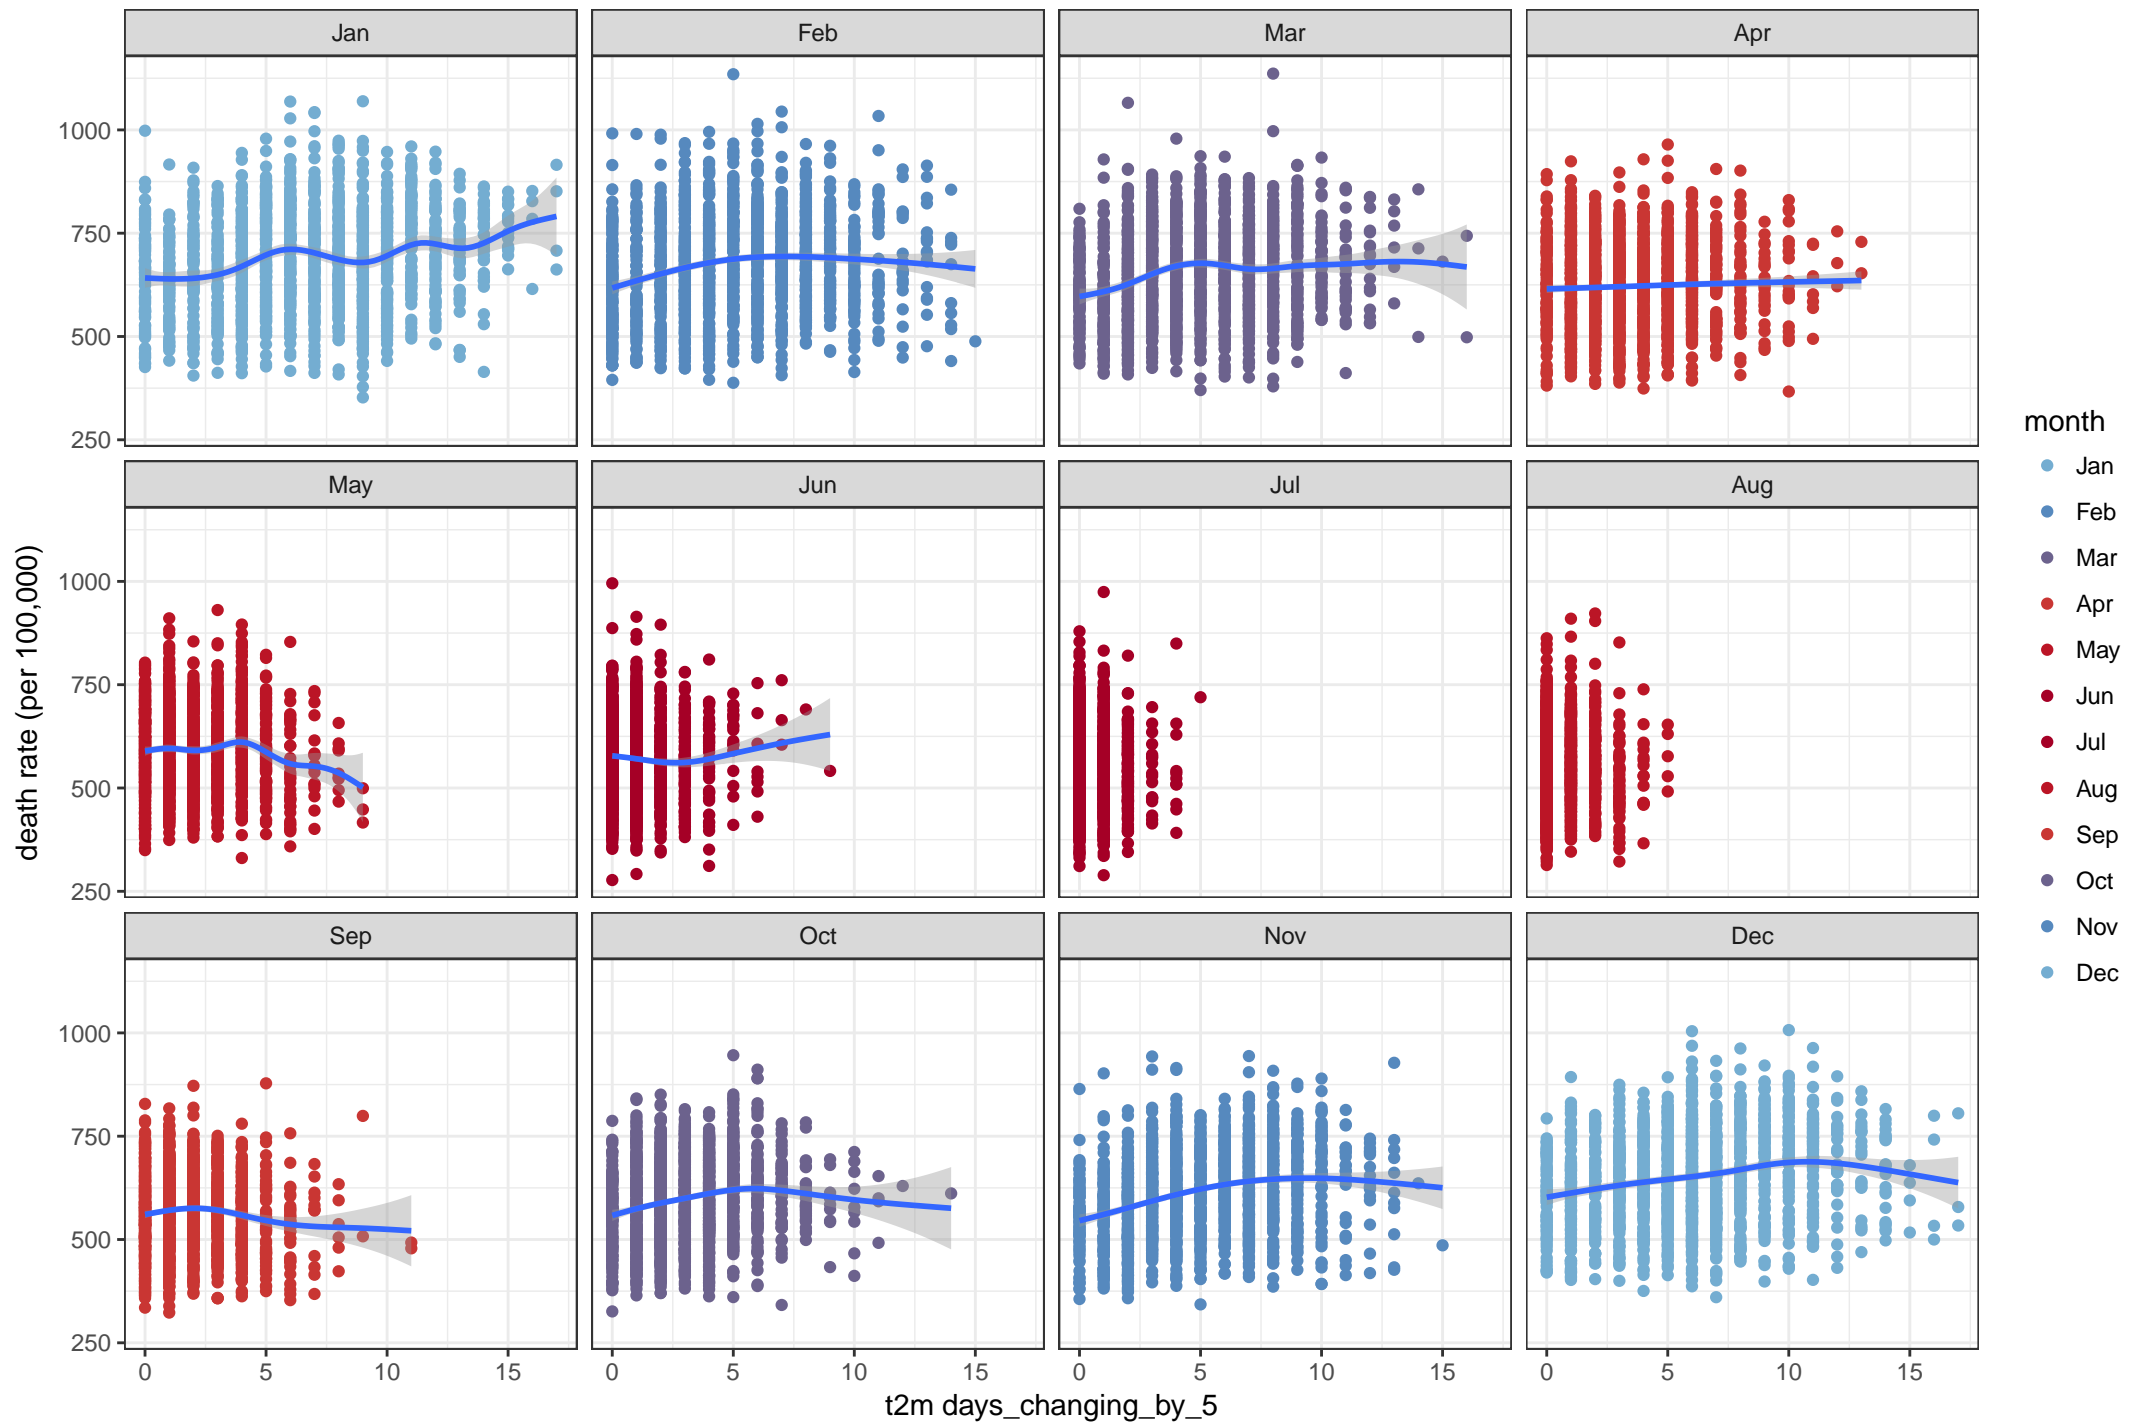 Jan Feb Mar Apr
1000
750
500
250
May Jun Jul Aug
1000
750
500
250
Sep Oct Nov Dec
1000
750
500
250
0 5 10 15 0 5 10 15 0 5 10 15 0 5 10 15
t2m days_changing_by_5
death rate (per 100,000)
month
Jan
Feb
Mar
Apr
May
Jun
Jul
Aug
Sep
Oct
Nov
Dec